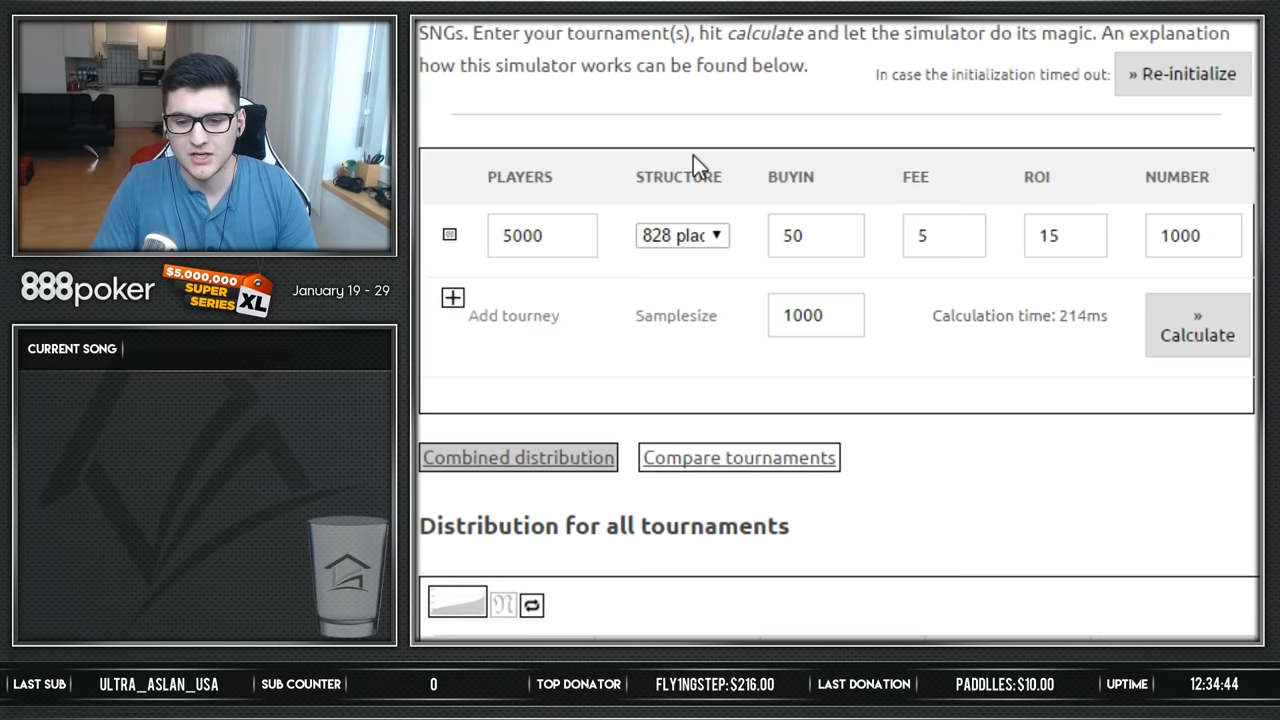 SNGs. Enter your tournament(s), hit calculate and let the simulator do its magic. An explanation
how this simulator works can be found below.
In case the initialization timed out:
» Re-initialize
PLAYERS STRUCTURE BUYIN FEE ROI NUMBER
5000 828 plac ▼ 50 5 15 1000
Add tourney Samplesize 1000 Calculation time: 214ms
»
Calculate
Combined distribution Compare tournaments
Distribution for all tournaments
888poker
$5,000,000
SUPER
SERIES
XL
January 19 - 29
CURRENT SONG
LAST SUB ULTRA_ASLAN_USA SUB COUNTER 0 TOP DONATOR FLY1NGSTEP: $216.00 LAST DONATION PADDLLES: $10.00 UPTIME 12:34:44